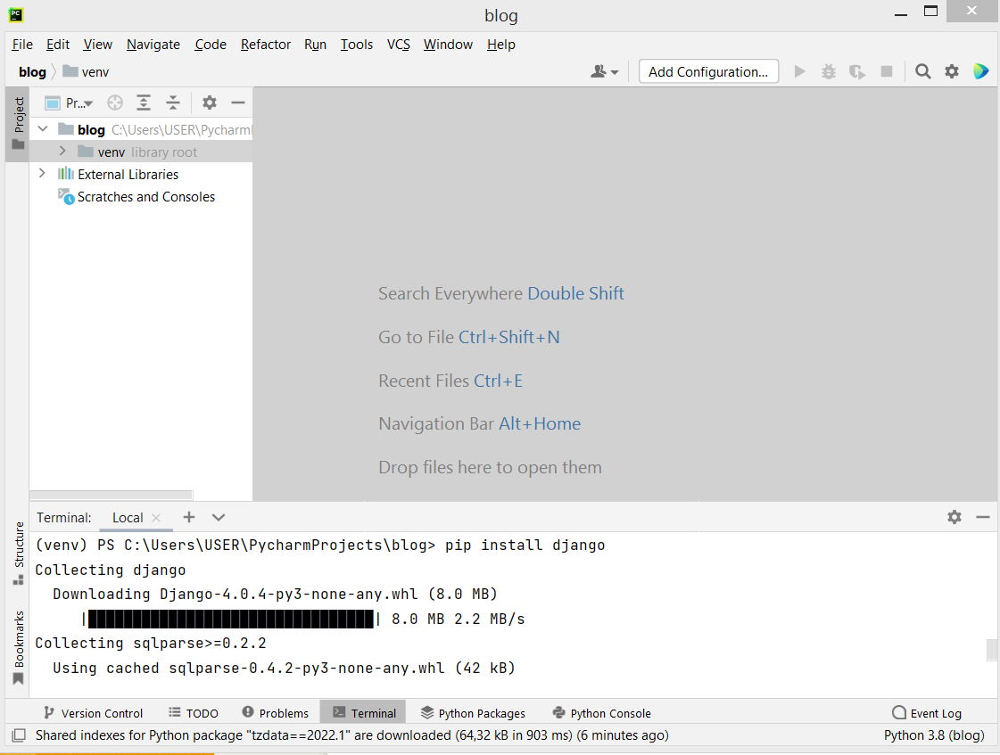 PC
blog
File Edit View Navigate Code Refactor Run Tools VCS Window Help
blog venv
Add Configuration...
Project
Pr...
blog C:\Users\USER\Pycharm
venv library root
External Libraries
Scratches and Consoles
Search Everywhere Double Shift
Go to File Ctrl+Shift+N
Recent Files Ctrl+E
Navigation Bar Alt+Home
Drop files here to open them
Structure
Bookmarks
Terminal: Local
(venv) PS C:\Users\USER\PycharmProjects\blog> pip install django
Collecting django
Downloading Django-4.0.4-py3-none-any.whl (8.0 MB)
|████████████████████████████████| 8.0 MB 2.2 MB/s
Collecting sqlparse>=0.2.2
Using cached sqlparse-0.4.2-py3-none-any.whl (42 kB)
Version Control TODO Problems Terminal Python Packages Python Console Event Log
Shared indexes for Python package "tzdata==2022.1" are downloaded (64,32 kB in 903 ms) (6 minutes ago) Python 3.8 (blog)